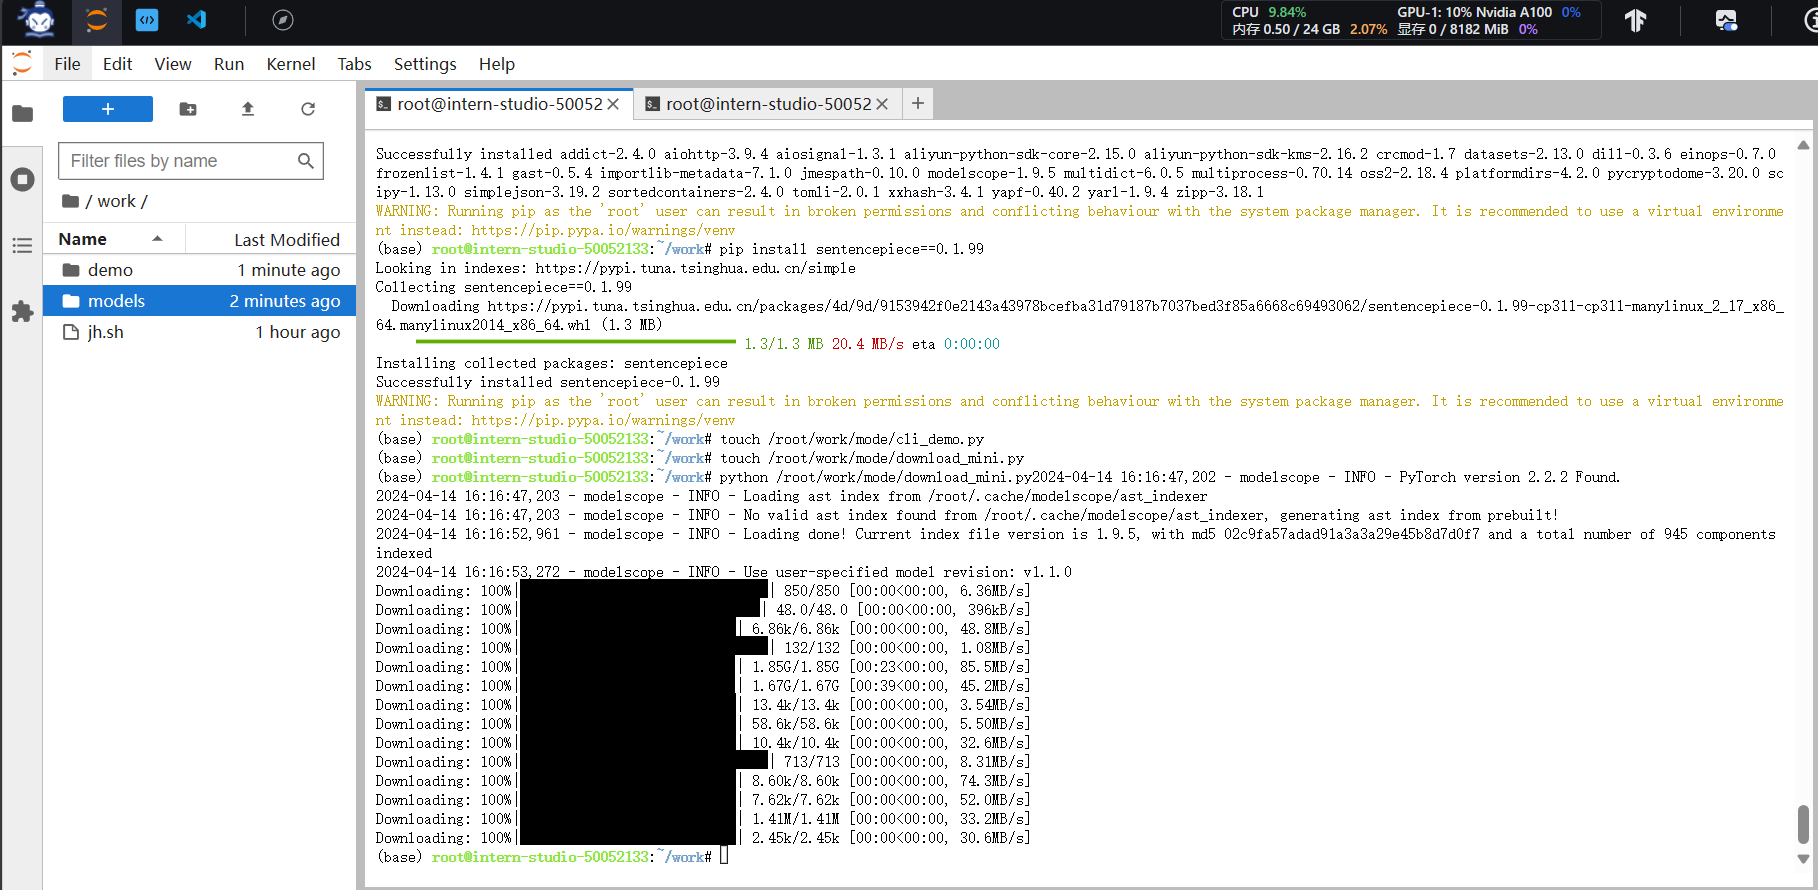 CPU 9.84% GPU-1: 10% Nvidia A100 0%
内存 0.50 / 24 GB 2.07% 显存 0 / 8182 MiB 0%
File Edit View Run Kernel Tabs Settings Help
+
root@intern-studio-50052 × root@intern-studio-50052 × +
Filter files by name
/ work /
Name Last Modified
demo 1 minute ago
models 2 minutes ago
jh.sh 1 hour ago
Successfully installed addict-2.4.0 aiohttp-3.9.4 aiosignal-1.3.1 aliyun-python-sdk-core-2.15.0 aliyun-python-sdk-kms-2.16.2 crcmod-1.7 datasets-2.13.0 dill-0.3.6 einops-0.7.0
frozenlist-1.4.1 gast-0.5.4 importlib-metadata-7.1.0 jmespath-0.10.0 modelscope-1.9.5 multidict-6.0.5 multiprocess-0.70.14 oss2-2.18.4 platformdirs-4.2.0 pycryptodome-3.20.0 sc
ipy-1.13.0 simplejson-3.19.2 sortedcontainers-2.4.0 tomli-2.0.1 xxhash-3.4.1 yapf-0.40.2 yarl-1.9.4 zipp-3.18.1
WARNING: Running pip as the 'root' user can result in broken permissions and conflicting behaviour with the system package manager. It is recommended to use a virtual environme
nt instead: https://pip.pypa.io/warnings/venv
(base) root@intern-studio-50052133:~/work# pip install sentencepiece==0.1.99
Looking in indexes: https://pypi.tuna.tsinghua.edu.cn/simple
Collecting sentencepiece==0.1.99
Downloading https://pypi.tuna.tsinghua.edu.cn/packages/4d/9d/9153942f0e2143a43978bcefba31d79187b7037bed3f85a6668c69493062/sentencepiece-0.1.99-cp311-cp311-manylinux_2_17_x86_
64.manylinux2014_x86_64.whl (1.3 MB)
1.3/1.3 MB 20.4 MB/s eta 0:00:00
Installing collected packages: sentencepiece
Successfully installed sentencepiece-0.1.99
WARNING: Running pip as the 'root' user can result in broken permissions and conflicting behaviour with the system package manager. It is recommended to use a virtual environme
nt instead: https://pip.pypa.io/warnings/venv
(base) root@intern-studio-50052133:~/work# touch /root/work/mode/cli_demo.py
(base) root@intern-studio-50052133:~/work# touch /root/work/mode/download_mini.py
(base) root@intern-studio-50052133:~/work# python /root/work/mode/download_mini.py2024-04-14 16:16:47,202 - modelscope - INFO - PyTorch version 2.2.2 Found.
2024-04-14 16:16:47,203 - modelscope - INFO - Loading ast index from /root/.cache/modelscope/ast_indexer
2024-04-14 16:16:47,203 - modelscope - INFO - No valid ast index found from /root/.cache/modelscope/ast_indexer, generating ast index from prebuilt!
2024-04-14 16:16:52,961 - modelscope - INFO - Loading done! Current index file version is 1.9.5, with md5 02c9fa57adad91a3a3a29e45b8d7d0f7 and a total number of 945 components
indexed
2024-04-14 16:16:53,272 - modelscope - INFO - Use user-specified model revision: v1.1.0
Downloading: 100%| | 850/850 [00:00<00:00, 6.36MB/s]
Downloading: 100%| | 48.0/48.0 [00:00<00:00, 396kB/s]
Downloading: 100%| | 6.86k/6.86k [00:00<00:00, 48.8MB/s]
Downloading: 100%| | 132/132 [00:00<00:00, 1.08MB/s]
Downloading: 100%| | 1.85G/1.85G [00:23<00:00, 85.5MB/s]
Downloading: 100%| | 1.67G/1.67G [00:39<00:00, 45.2MB/s]
Downloading: 100%| | 13.4k/13.4k [00:00<00:00, 3.54MB/s]
Downloading: 100%| | 58.6k/58.6k [00:00<00:00, 5.50MB/s]
Downloading: 100%| | 10.4k/10.4k [00:00<00:00, 32.6MB/s]
Downloading: 100%| | 713/713 [00:00<00:00, 8.31MB/s]
Downloading: 100%| | 8.60k/8.60k [00:00<00:00, 74.3MB/s]
Downloading: 100%| | 7.62k/7.62k [00:00<00:00, 52.0MB/s]
Downloading: 100%| | 1.41M/1.41M [00:00<00:00, 33.2MB/s]
Downloading: 100%| | 2.45k/2.45k [00:00<00:00, 30.6MB/s]
(base) root@intern-studio-50052133:~/work#